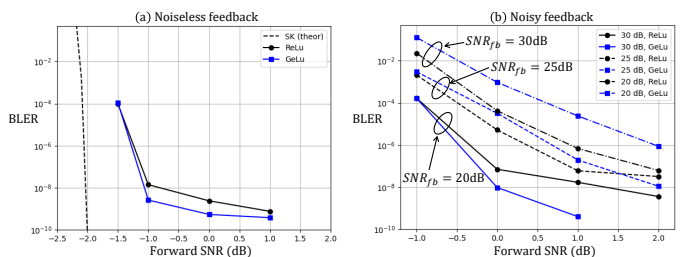 (a) Noiseless feedback
SK (theor)
ReLu
GeLu
BLER
10⁻²
10⁻⁴
10⁻⁶
10⁻⁸
10⁻¹⁰
-2.5 -2.0 -1.5 -1.0 -0.5 0.0 0.5 1.0 1.5
Forward SNR (dB)
(b) Noisy feedback
30 dB, ReLu
30 dB, GeLu
25 dB, ReLu
25 dB, GeLu
20 dB, ReLu
20 dB, GeLu
SNR_fb = 30dB
SNR_fb = 25dB
SNR_fb = 20dB
BLER
10⁻²
10⁻⁴
10⁻⁶
10⁻⁸
10⁻¹⁰
-1.0 -0.5 0.0 0.5 1.0 1.5 2.0
Forward SNR (dB)